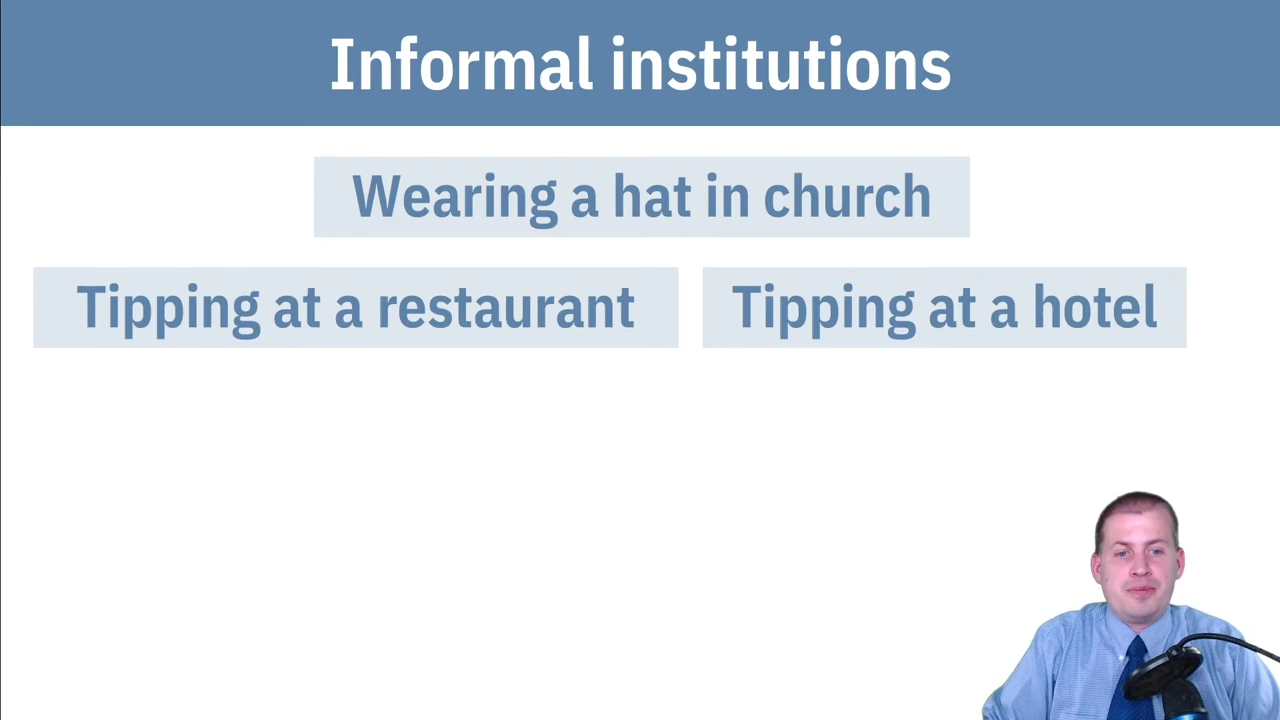 Informal institutions
Wearing a hat in church
Tipping at a restaurant
Tipping at a hotel